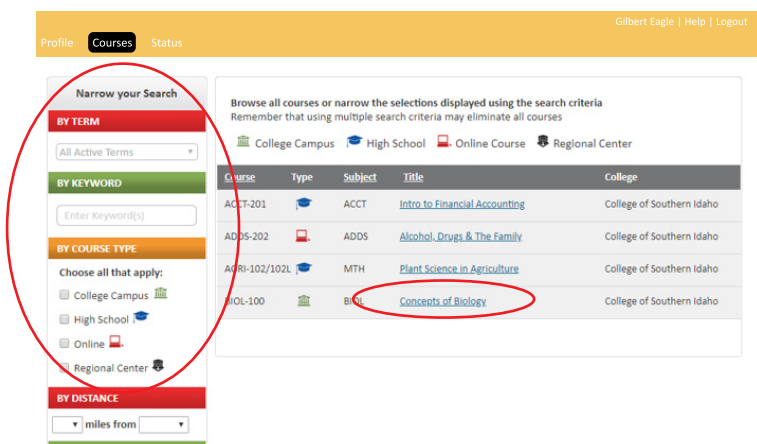 Gilbert Eagle | Help | Logout
Profile Courses Status
Narrow your Search
BY TERM
All Active Terms
BY KEYWORD
Enter Keyword(s)
BY COURSE TYPE
Choose all that apply:
College Campus
High School
Online
Regional Center
BY DISTANCE
miles from
Browse all courses or narrow the selections displayed using the search criteria
Remember that using multiple search criteria may eliminate all courses
College Campus High School Online Course Regional Center
Course Type Subject Title College
ACCT-201 ACCT Intro to Financial Accounting College of Southern Idaho
ADDS-202 ADDS Alcohol, Drugs & The Family College of Southern Idaho
AGRI-102/102L MTH Plant Science in Agriculture College of Southern Idaho
BIOL-100 BIOL Concepts of Biology College of Southern Idaho